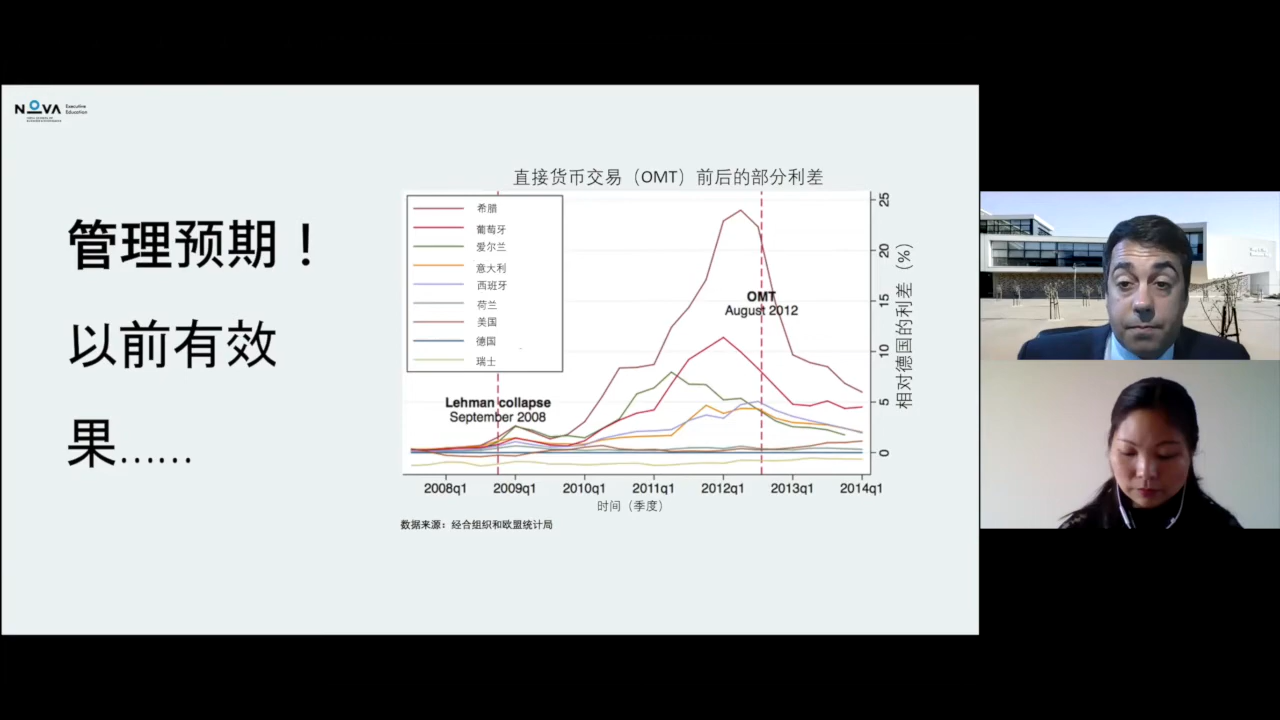 NOVA
Executive
Education
管理预期！
以前有效
果……
直接货币交易（OMT）前后的部分利差
希腊
葡萄牙
爱尔兰
意大利
西班牙
荷兰
美国
德国
瑞士
Lehman collapse
September 2008
OMT
August 2012
25
20
15
10
5
0
相对德国的利差（%）
2008q1 2009q1 2010q1 2011q1 2012q1 2013q1 2014q1
时间（季度）
数据来源：经合组织和欧盟统计局